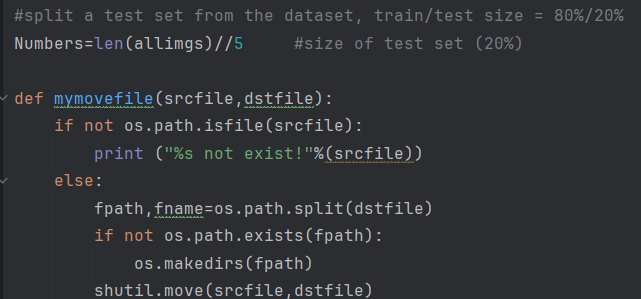 #split a test set from the dataset, train/test size = 80%/20%
Numbers=len(allimgs)//5     #size of test set (20%)
def mymovefile(srcfile,dstfile):
    if not os.path.isfile(srcfile):
        print ("%s not exist!"%(srcfile))
    else:
        fpath,fname=os.path.split(dstfile)
        if not os.path.exists(fpath):
            os.makedirs(fpath)
        shutil.move(srcfile,dstfile)